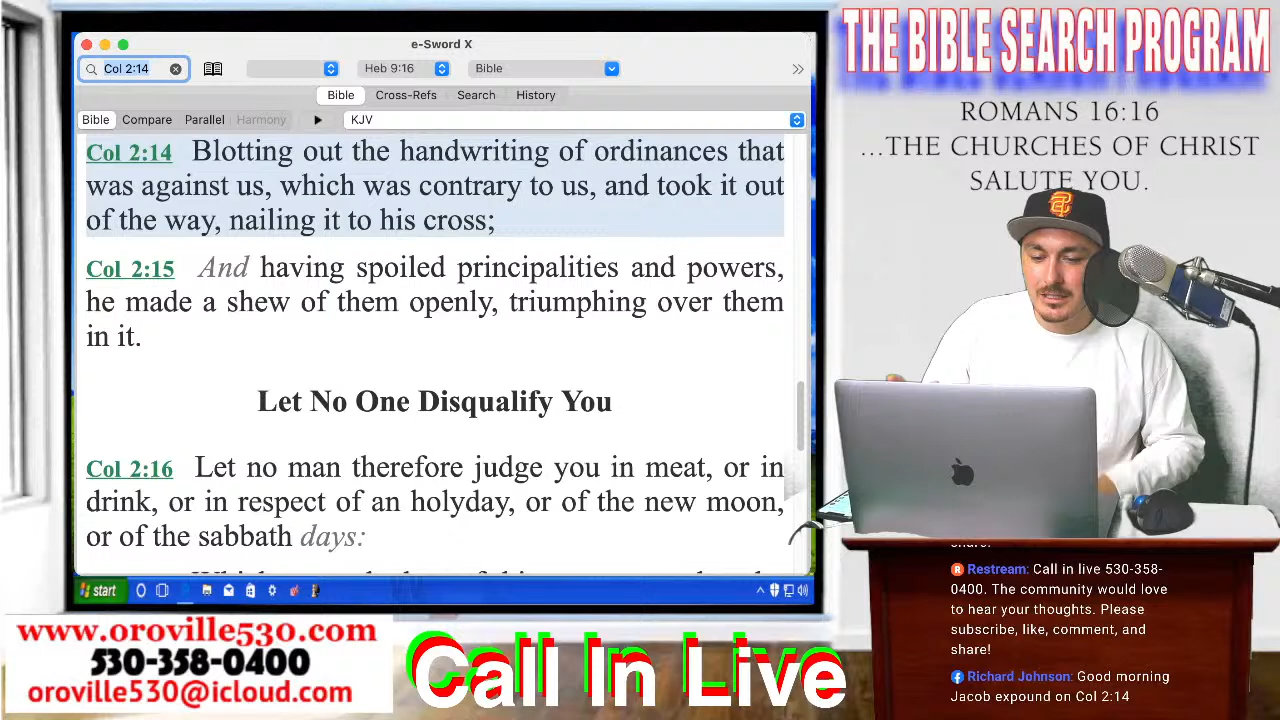 e-Sword X
Col 2:14
Heb 9:16
Bible
Bible
Cross-Refs
Search
History
Bible
Compare
Parallel
Harmony
KJV
Col 2:14 Blotting out the handwriting of ordinances that
was against us, which was contrary to us, and took it out
of the way, nailing it to his cross;
Col 2:15 And having spoiled principalities and powers,
he made a shew of them openly, triumphing over them
in it.
Let No One Disqualify You
Col 2:16 Let no man therefore judge you in meat, or in
drink, or in respect of an holyday, or of the new moon,
or of the sabbath days:
start
THE BIBLE SEARCH PROGRAM
ROMANS 16:16
...THE CHURCHES OF CHRIST
SALUTE YOU.
Restream: Call in live 530-358-
0400. The community would love
to hear your thoughts. Please
subscribe, like, comment, and
share!
Richard Johnson: Good morning
Jacob expound on Col 2:14
www.oroville530.com
530-358-0400
oroville530@icloud.com
Call In Live